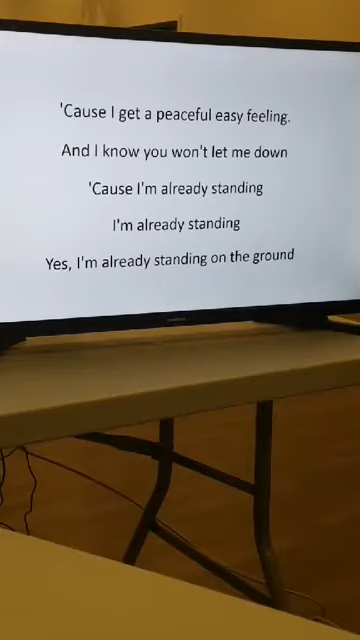 'Cause I get a peaceful easy feeling.
And I know you won't let me down
'Cause I'm already standing
I'm already standing
Yes, I'm already standing on the ground